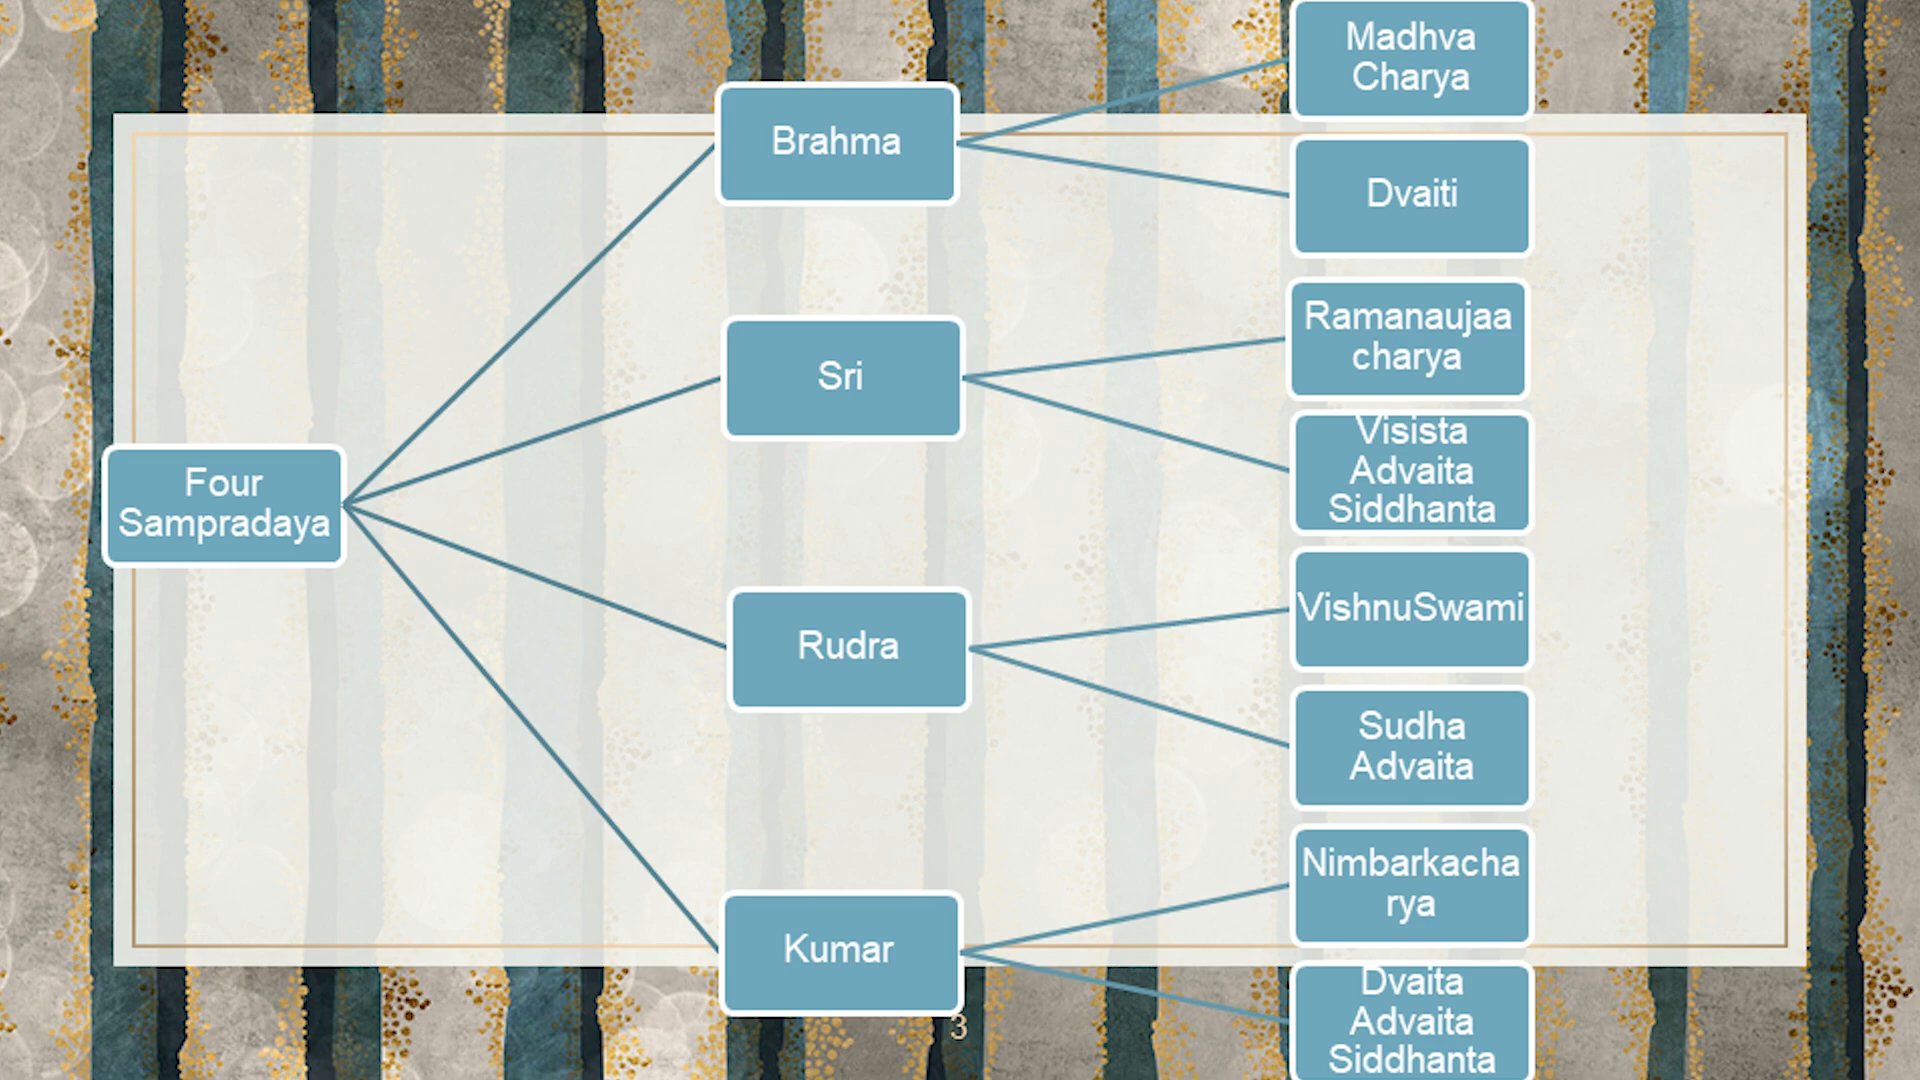 Four
Sampradaya
Brahma
Madhva
Charya
Dvaiti
Sri
Ramanaujaa
charya
Visista
Advaita
Siddhanta
Rudra
VishnuSwami
Sudha
Advaita
Kumar
Nimbarkacha
rya
Dvaita
Advaita
Siddhanta
3